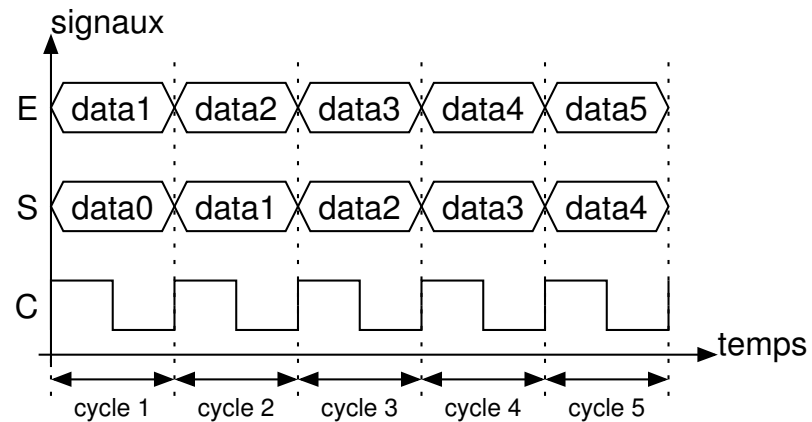 signaux
E data1 data2 data3 data4 data5
S data0 data1 data2 data3 data4
C
temps
cycle 1 cycle 2 cycle 3 cycle 4 cycle 5